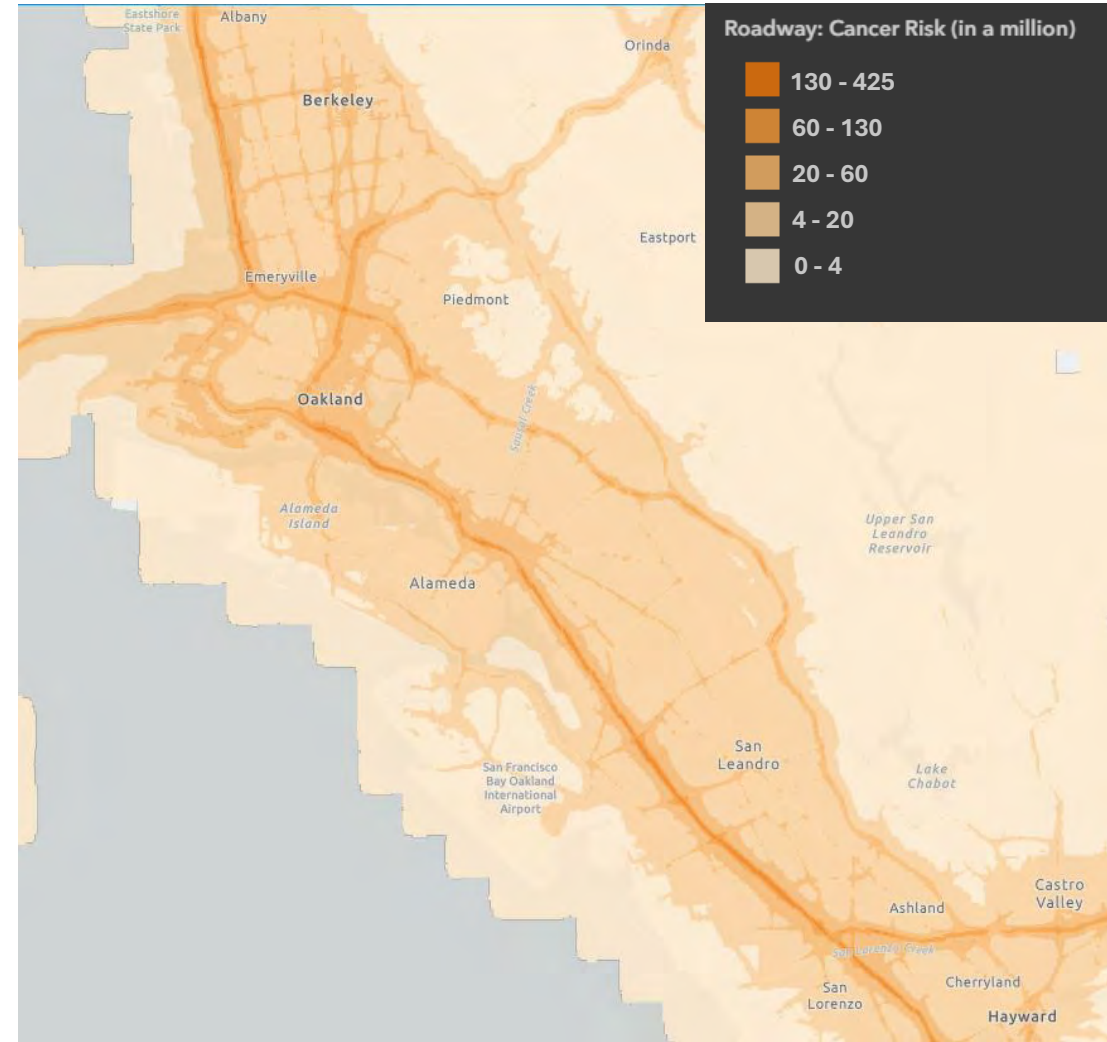 Eastshore
State Park
Albany
Orinda
Berkeley
Roadway: Cancer Risk (in a million)
130 - 425
60 - 130
20 - 60
4 - 20
0 - 4
Eastport
Emeryville
Piedmont
Oakland
Sausal Creek
Alameda
Island
Upper San
Leandro
Reservoir
Alameda
San
Leandro
San Francisco
Bay Oakland
International
Airport
Lake
Chabot
Castro
Valley
Ashland
San Lorenzo Creek
Cherryland
San
Lorenzo
Hayward